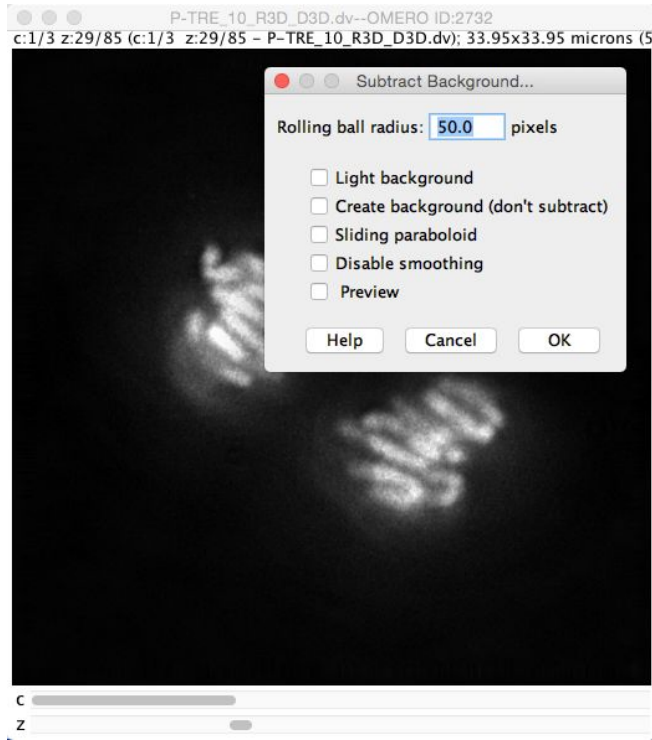 P-TRE_10_R3D_D3D.dv--OMERO ID:2732
c:1/3 z:29/85 (c:1/3  z:29/85 – P-TRE_10_R3D_D3D.dv); 33.95x33.95 microns (5
Subtract Background...
Rolling ball radius: 50.0 pixels
Light background
Create background (don't subtract)
Sliding paraboloid
Disable smoothing
Preview
Help Cancel OK
c
z